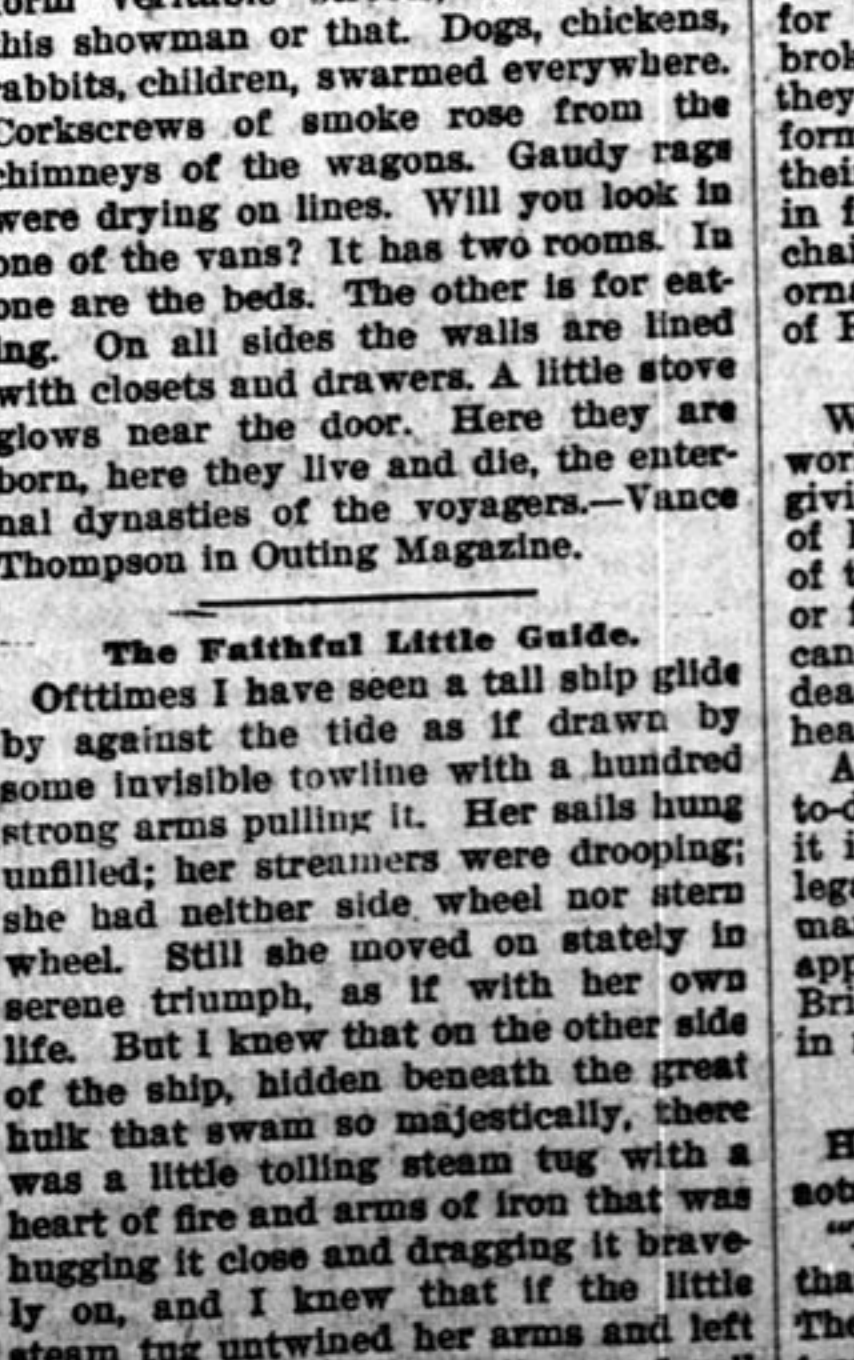 his showman or that. Dogs, chickens,
abbits, children, swarmed everywhere.
Corkscrews of smoke rose from the
chimneys of the wagons. Gaudy rags
were drying on lines. Will you look in
one of the vans? It has two rooms. In
one are the beds. The other is for eat-
ing. On all sides the walls are lined
with closets and drawers. A little stove
glows near the door. Here they are
born, here they live and die, the enter-
nal dynasties of the voyagers.—Vance
Thompson in Outing Magazine.
The Faithful Little Guide.
Ofttimes I have seen a tall ship glide
by against the tide as if drawn by
some invisible towline with a hundred
strong arms pulling it. Her sails hung
unfilled; her streamers were drooping;
she had neither side wheel nor stern
wheel. Still she moved on stately in
serene triumph, as if with her own
life. But I knew that on the other side
of the ship, hidden beneath the great
hulk that swam so majestically, there
was a little toiling steam tug with a
heart of fire and arms of iron that was
hugging it close and dragging it brave-
ly on, and I knew that if the little
steam tug untwined her arms and left
for
they
in f
of
W
givi
of
of t
or
can
dea
hea
A
to-d
it i
lega
ma
app
Bri
in
H
not
tha
The